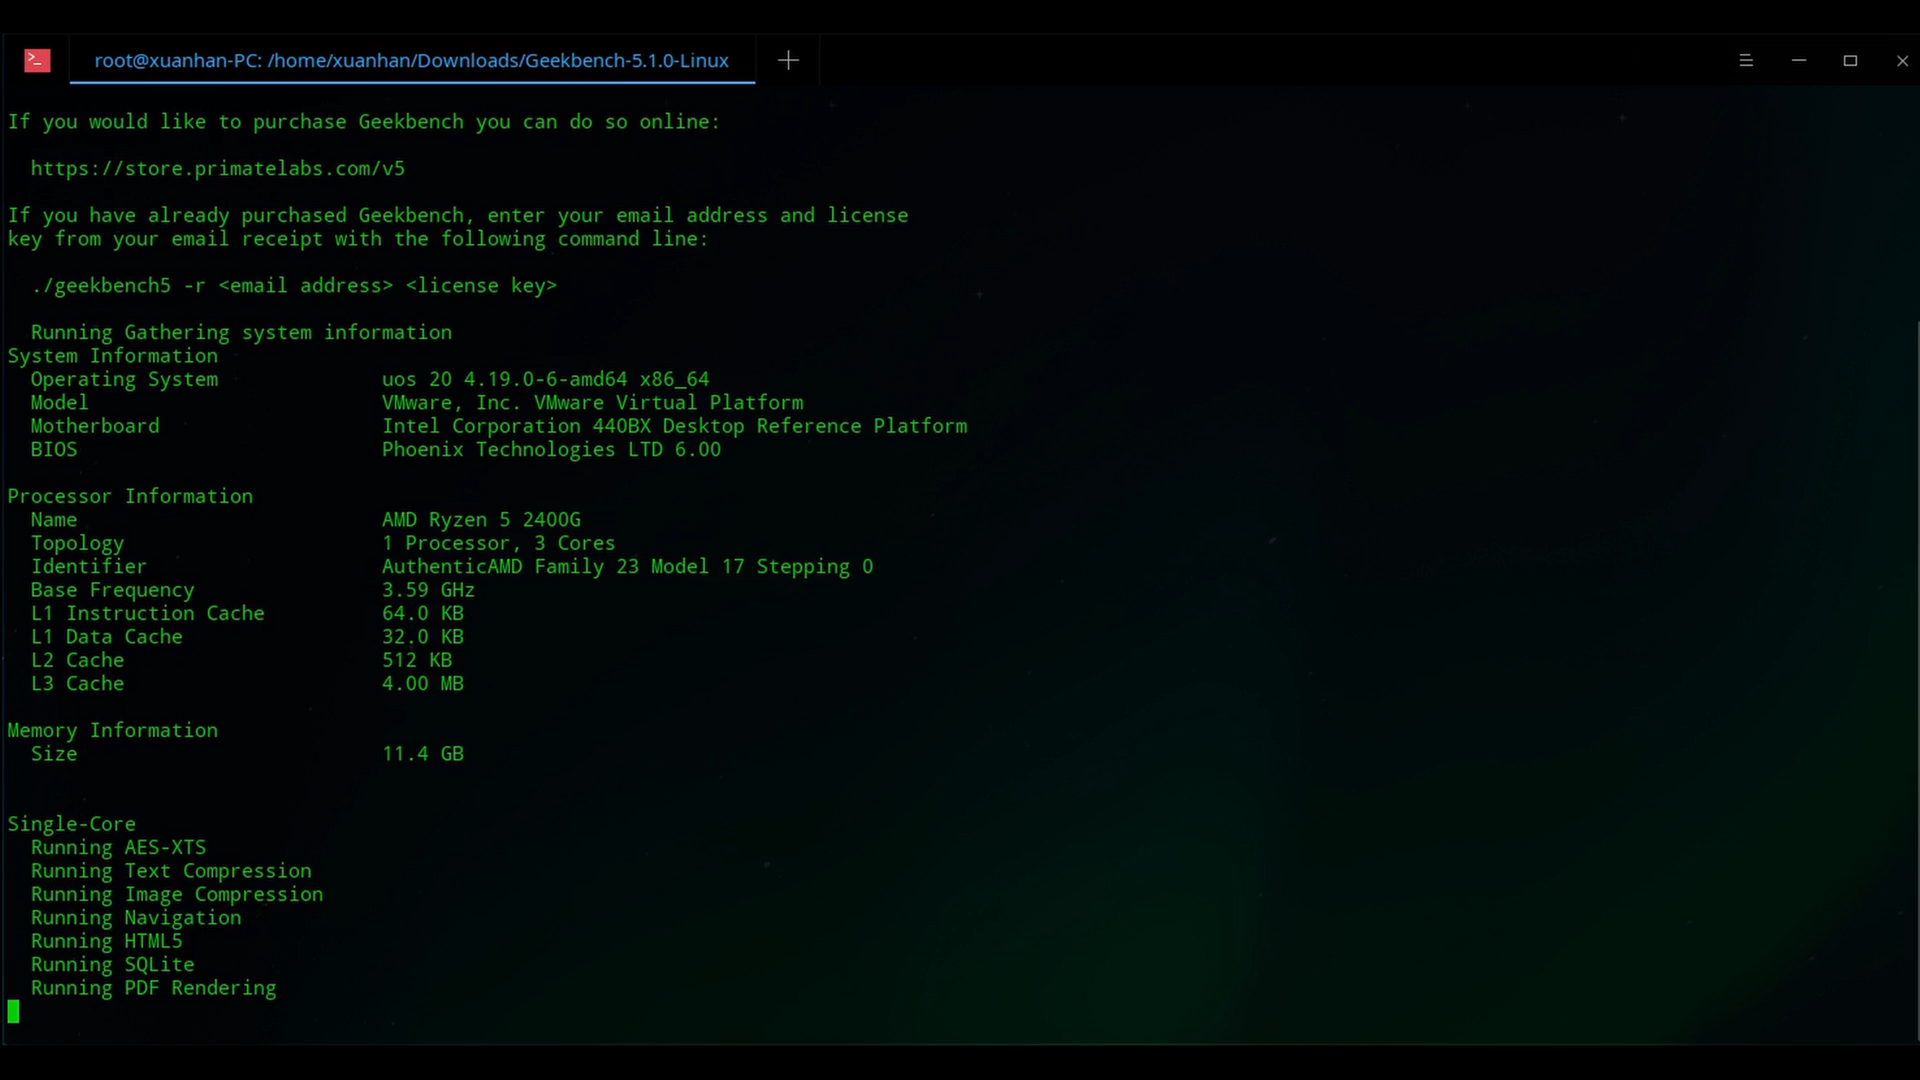 root@xuanhan-PC: /home/xuanhan/Downloads/Geekbench-5.1.0-Linux
If you would like to purchase Geekbench you can do so online:
https://store.primatelabs.com/v5
If you have already purchased Geekbench, enter your email address and license
key from your email receipt with the following command line:
./geekbench5 -r <email address> <license key>
Running Gathering system information
System Information
Operating System uos 20 4.19.0-6-amd64 x86_64
Model VMware, Inc. VMware Virtual Platform
Motherboard Intel Corporation 440BX Desktop Reference Platform
BIOS Phoenix Technologies LTD 6.00
Processor Information
Name AMD Ryzen 5 2400G
Topology 1 Processor, 3 Cores
Identifier AuthenticAMD Family 23 Model 17 Stepping 0
Base Frequency 3.59 GHz
L1 Instruction Cache 64.0 KB
L1 Data Cache 32.0 KB
L2 Cache 512 KB
L3 Cache 4.00 MB
Memory Information
Size 11.4 GB
Single-Core
Running AES-XTS
Running Text Compression
Running Image Compression
Running Navigation
Running HTML5
Running SQLite
Running PDF Rendering